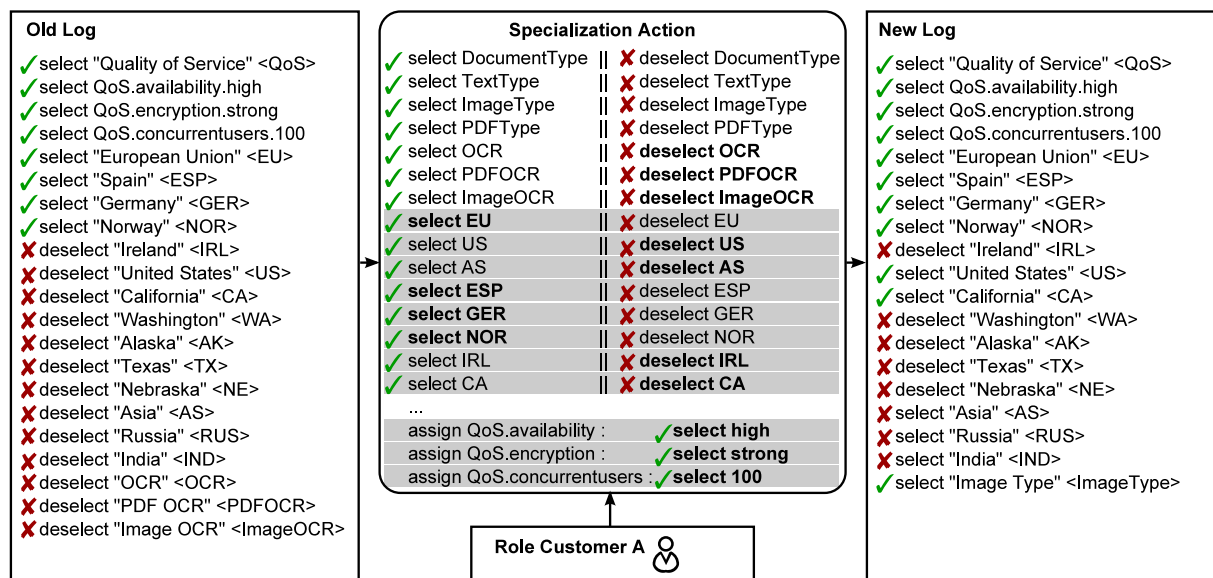 Old Log
select "Quality of Service" <QoS>
select QoS.availability.high
select QoS.encryption.strong
select QoS.concurrentusers.100
select "European Union" <EU>
select "Spain" <ESP>
select "Germany" <GER>
select "Norway" <NOR>
deselect "Ireland" <IRL>
deselect "United States" <US>
deselect "California" <CA>
deselect "Washington" <WA>
deselect "Alaska" <AK>
deselect "Texas" <TX>
deselect "Nebraska" <NE>
deselect "Asia" <AS>
deselect "Russia" <RUS>
deselect "India" <IND>
deselect "OCR" <OCR>
deselect "PDF OCR" <PDFOCR>
deselect "Image OCR" <ImageOCR>
Specialization Action
select DocumentType || deselect DocumentType
select TextType || deselect TextType
select ImageType || deselect ImageType
select PDFType || deselect PDFType
select OCR || deselect OCR
select PDFOCR || deselect PDFOCR
select ImageOCR || deselect ImageOCR
select EU || deselect EU
select US || deselect US
select AS || deselect AS
select ESP || deselect ESP
select GER || deselect GER
select NOR || deselect NOR
select IRL || deselect IRL
select CA || deselect CA
...
assign QoS.availability : select high
assign QoS.encryption : select strong
assign QoS.concurrentusers : select 100
Role Customer A
New Log
select "Quality of Service" <QoS>
select QoS.availability.high
select QoS.encryption.strong
select QoS.concurrentusers.100
select "European Union" <EU>
select "Spain" <ESP>
select "Germany" <GER>
select "Norway" <NOR>
deselect "Ireland" <IRL>
select "United States" <US>
select "California" <CA>
deselect "Washington" <WA>
deselect "Alaska" <AK>
deselect "Texas" <TX>
deselect "Nebraska" <NE>
select "Asia" <AS>
select "Russia" <RUS>
select "India" <IND>
select "Image Type" <ImageType>